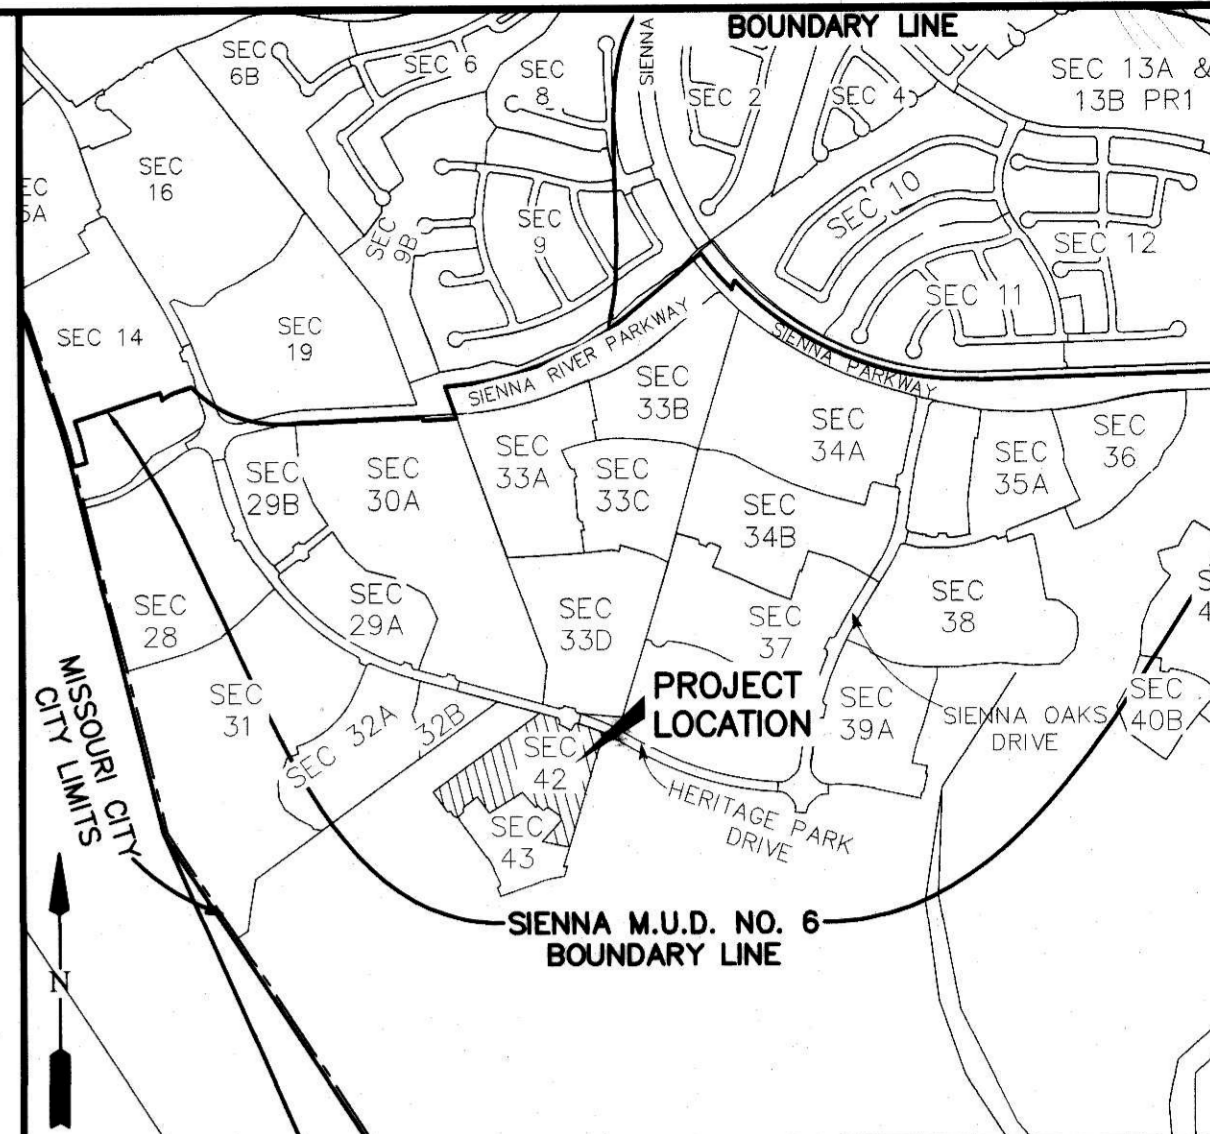 BOUNDARY LINE
SIENNA
SEC
6B
SEC 6
SEC
8
SEC 2
SEC 4
SEC 13A &
13B PR1
SEC
16
SEC 10
SEC
9B
SEC
9
SEC 12
SEC 11
SEC 14
SEC
19
SIENNA RIVER PARKWAY
SIENNA PARKWAY
SEC
33B
SEC
34A
SEC
36
SEC
29B
SEC
30A
SEC
33A
SEC
33C
SEC
35A
SEC
34B
SEC
28
SEC
29A
SEC
33D
SEC
37
SEC
38
MISSOURI CITY
CITY LIMITS
SEC
31
SEC 32A
32B
PROJECT
LOCATION
SEC
39A
SIENNA OAKS
DRIVE
SEC
40B
SEC
42
SEC
43
HERITAGE PARK
DRIVE
SIENNA M.U.D. NO. 6
BOUNDARY LINE
N